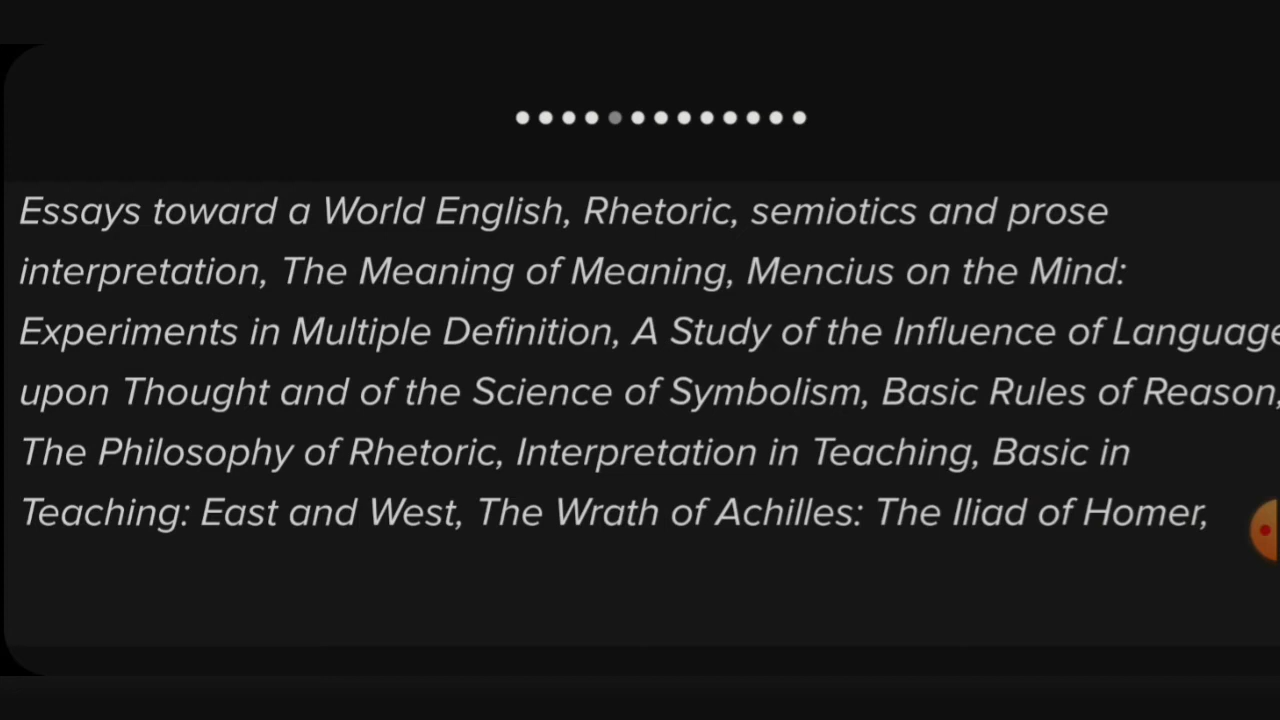 Essays toward a World English, Rhetoric, semiotics and prose
interpretation, The Meaning of Meaning, Mencius on the Mind:
Experiments in Multiple Definition, A Study of the Influence of Language
upon Thought and of the Science of Symbolism, Basic Rules of Reason,
The Philosophy of Rhetoric, Interpretation in Teaching, Basic in
Teaching: East and West, The Wrath of Achilles: The Iliad of Homer,